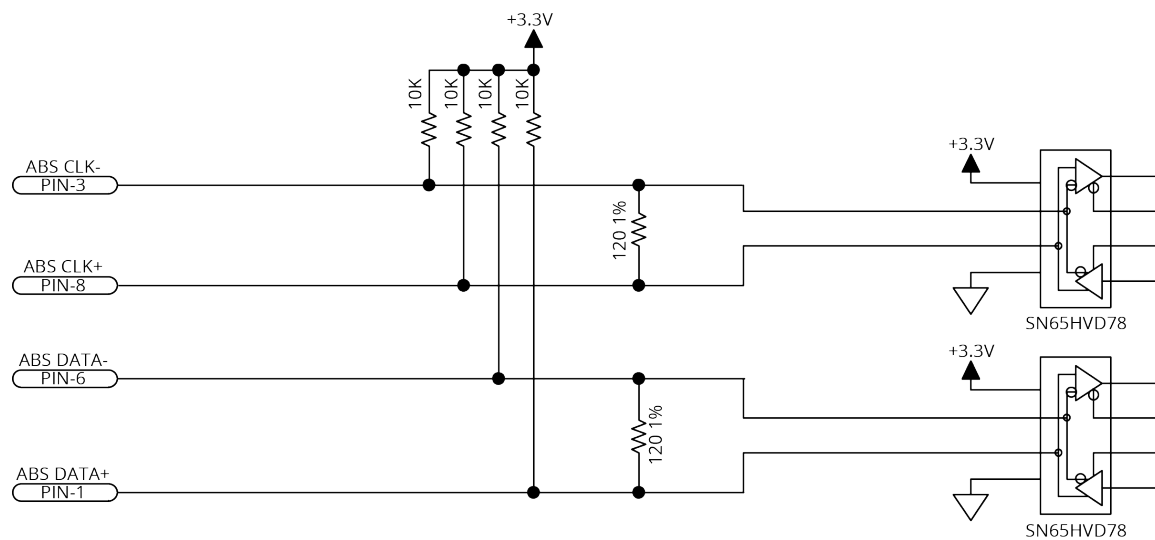 +3.3V
10K
10K
10K
10K
ABS CLK-
PIN-3
+3.3V
120 1%
ABS CLK+
PIN-8
SN65HVD78
ABS DATA-
PIN-6
+3.3V
120 1%
ABS DATA+
PIN-1
SN65HVD78